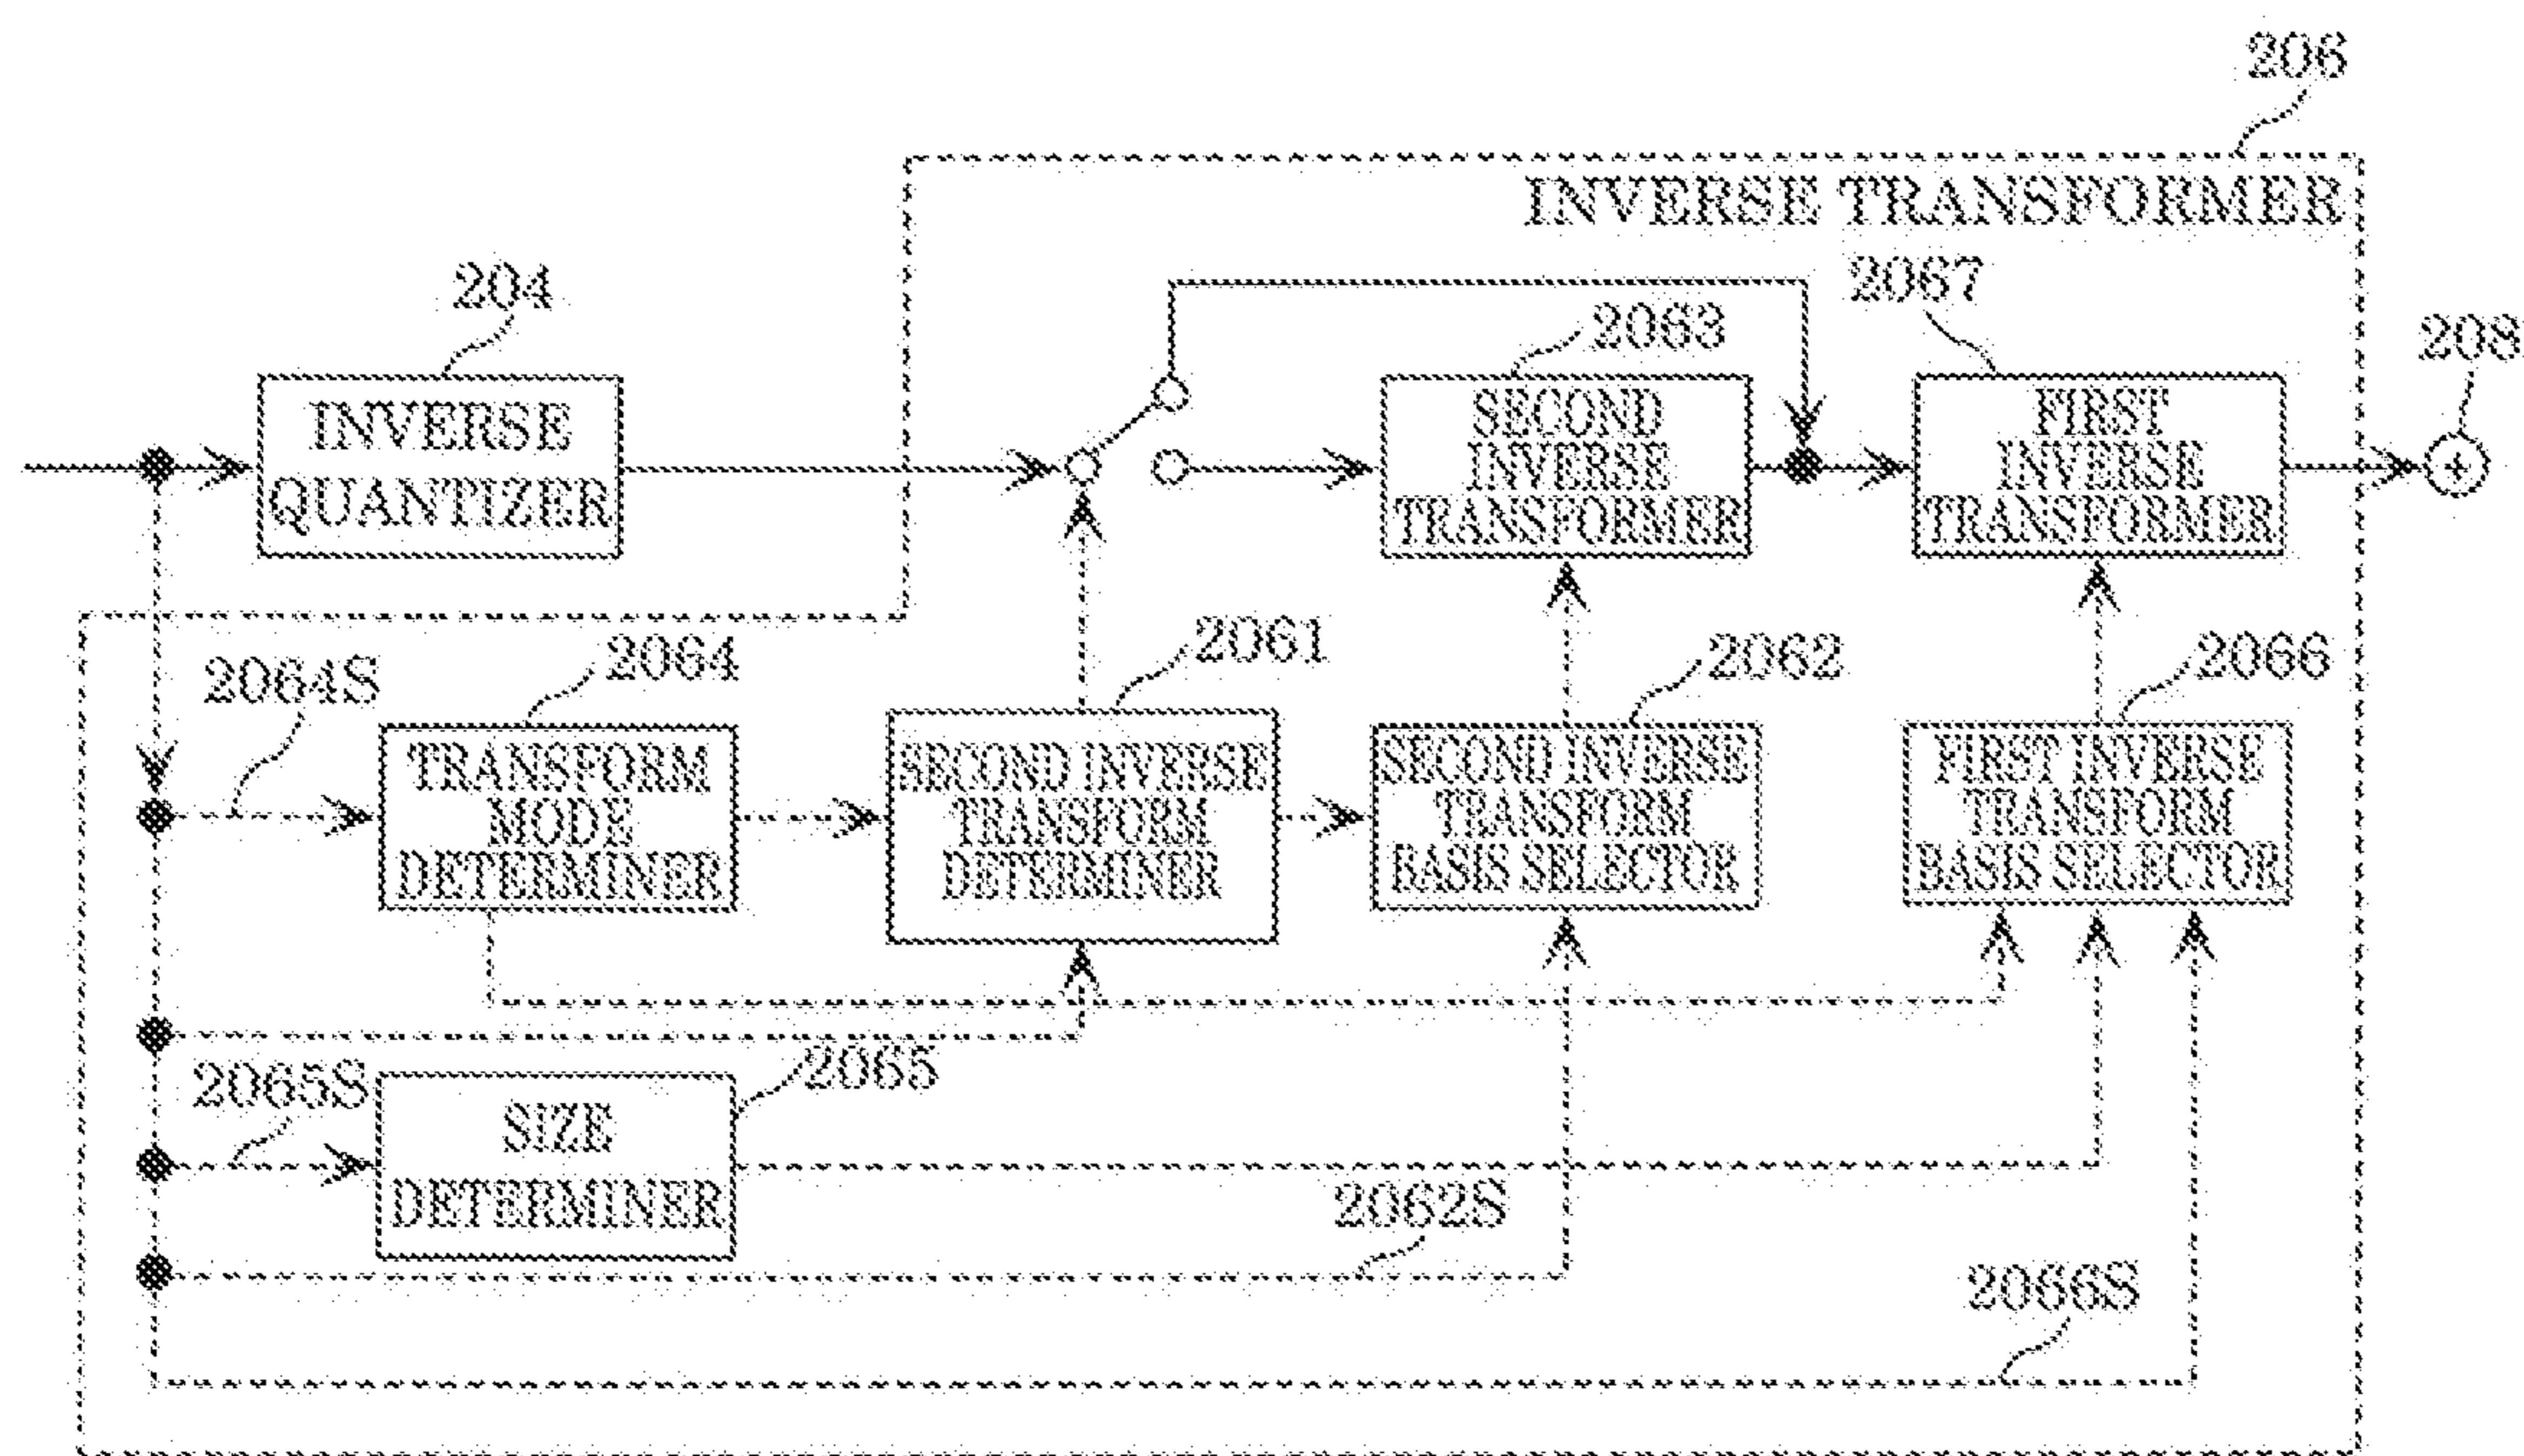 206
INVERSE TRANSFORMER
204
2063
2067
208
INVERSE
QUANTIZER
SECOND
INVERSE
TRANSFORMER
FIRST
INVERSE
TRANSFORMER
2064S
2064
2061
2062
2066
TRANSFORM
MODE
DETERMINER
SECOND INVERSE
TRANSFORM
DETERMINER
SECOND INVERSE
TRANSFORM
BASIS SELECTOR
FIRST INVERSE
TRANSFORM
BASIS SELECTOR
2065S
2065
SIZE
DETERMINER
2062S
2066S